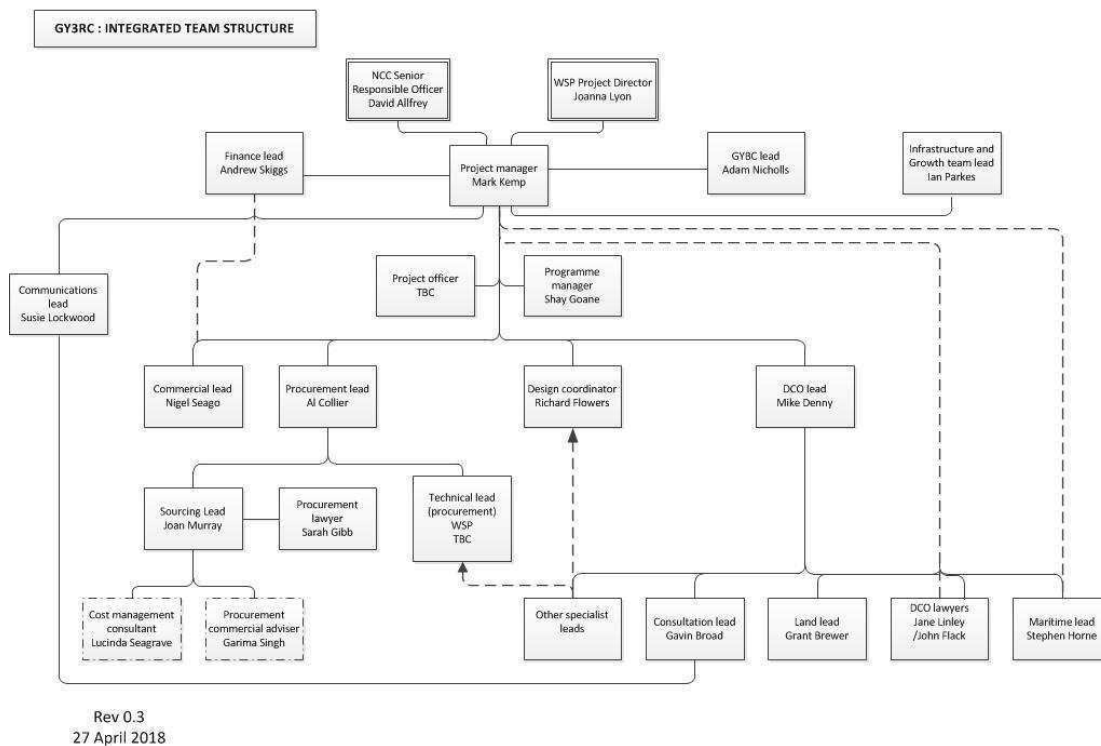 GY3RC : INTEGRATED TEAM STRUCTURE
NCC Senior
Responsible Officer
David Allfrey
WSP Project Director
Joanna Lyon
Finance lead
Andrew Skiggs
Project manager
Mark Kemp
GYBC lead
Adam Nicholls
Infrastructure and
Growth team lead
Ian Parkes
Communications
lead
Susie Lockwood
Project officer
TBC
Programme
manager
Shay Goane
Commercial lead
Nigel Seago
Procurement lead
Al Collier
Design coordinator
Richard Flowers
DCO lead
Mike Denny
Sourcing Lead
Joan Murray
Procurement
lawyer
Sarah Gibb
Technical lead
(procurement)
WSP
TBC
Cost management
consultant
Lucinda Seagrave
Procurement
commercial adviser
Garima Singh
Other specialist
leads
Consultation lead
Gavin Broad
Land lead
Grant Brewer
DCO lawyers
Jane Linley
/John Flack
Maritime lead
Stephen Horne
Rev 0.3
27 April 2018